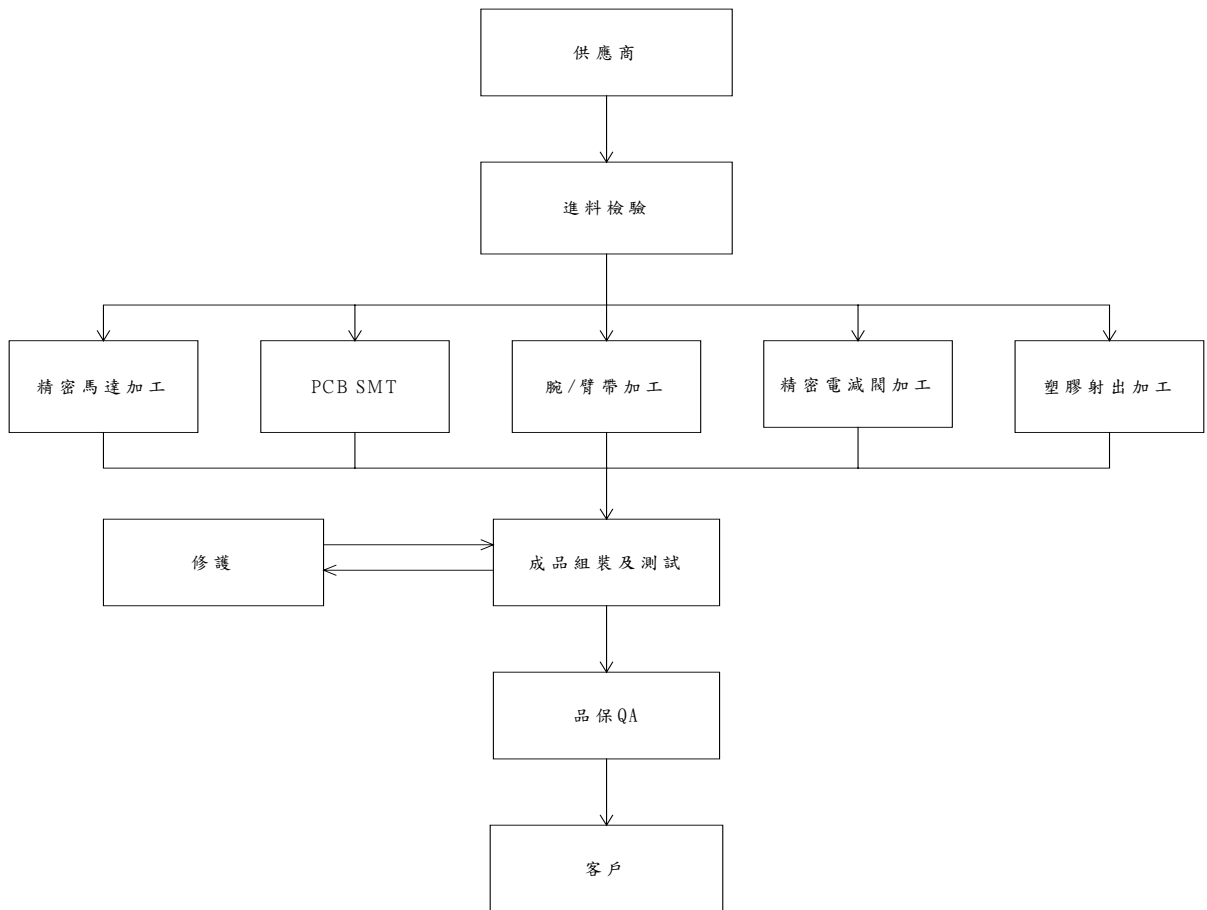 供應商
進料檢驗
精密馬達加工
PCB SMT
腕/臂帶加工
精密電減閥加工
塑膠射出加工
修護
成品組裝及測試
品保QA
客戶